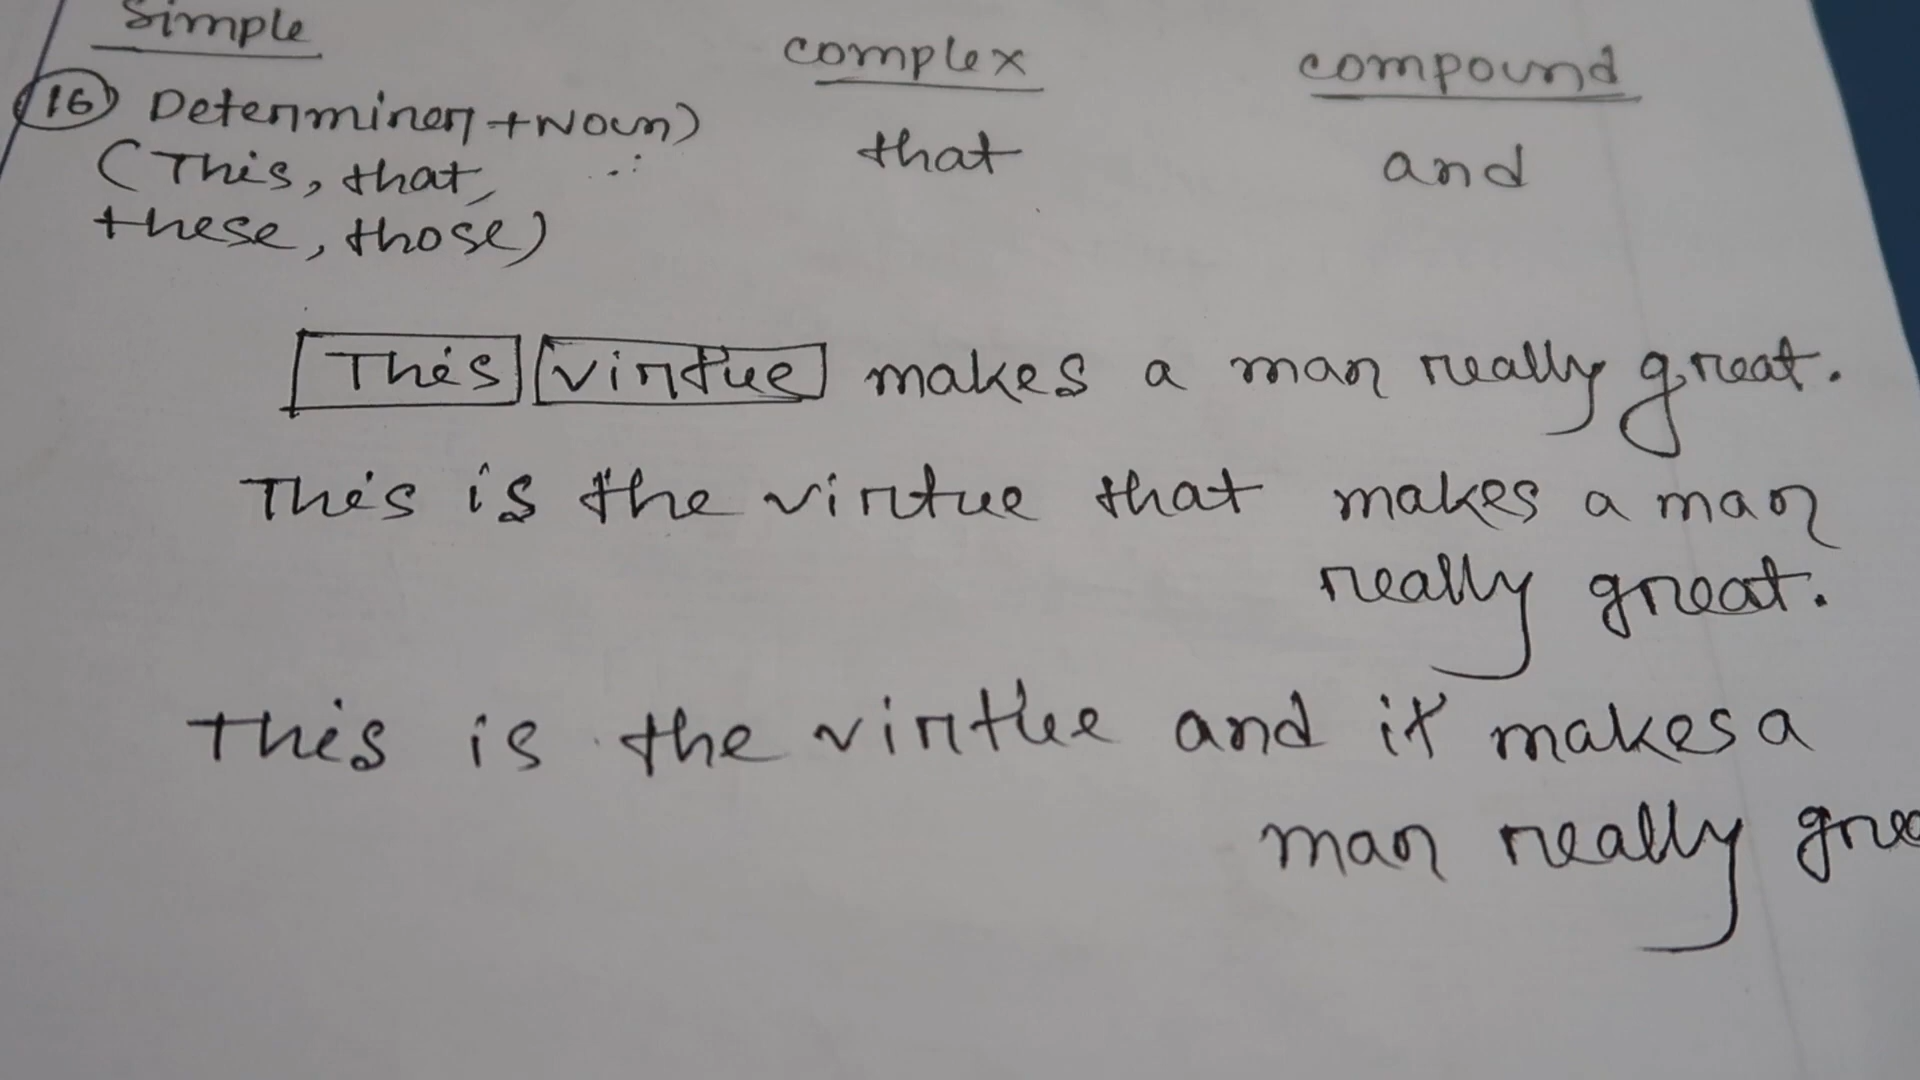 Simple complex compound
16 Determiner + Noun) that and
(This, that,
these, those)
This virtue makes a man really great.
This is the virtue that makes a man
really great.
This is the virtue and it makes a
man really